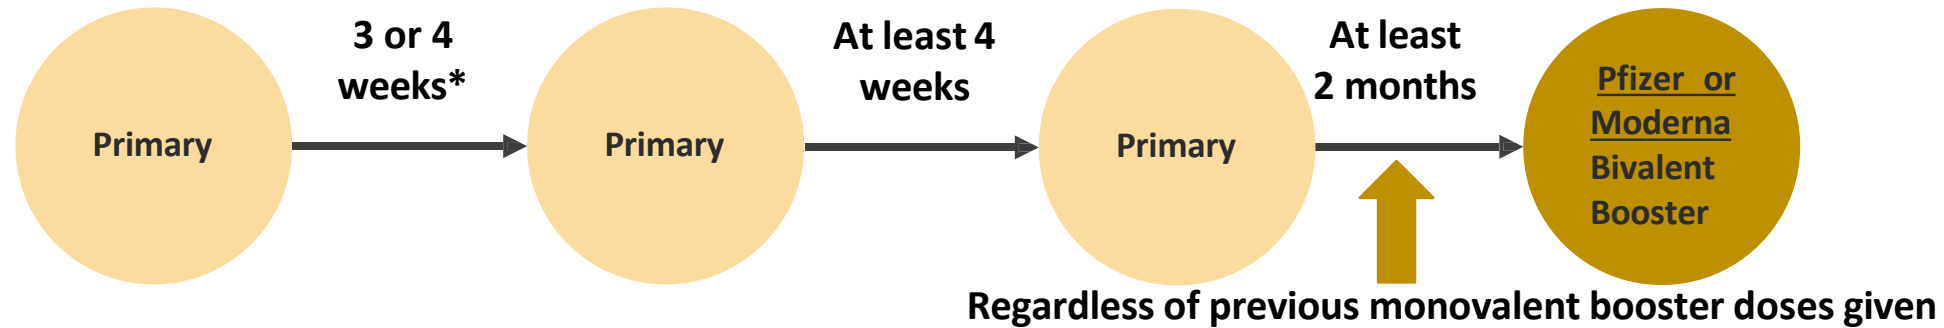 Primary
3 or 4
weeks*
Primary
At least 4
weeks
Primary
At least
2 months
Pfizer or
Moderna
Bivalent
Booster
Regardless of previous monovalent booster doses given